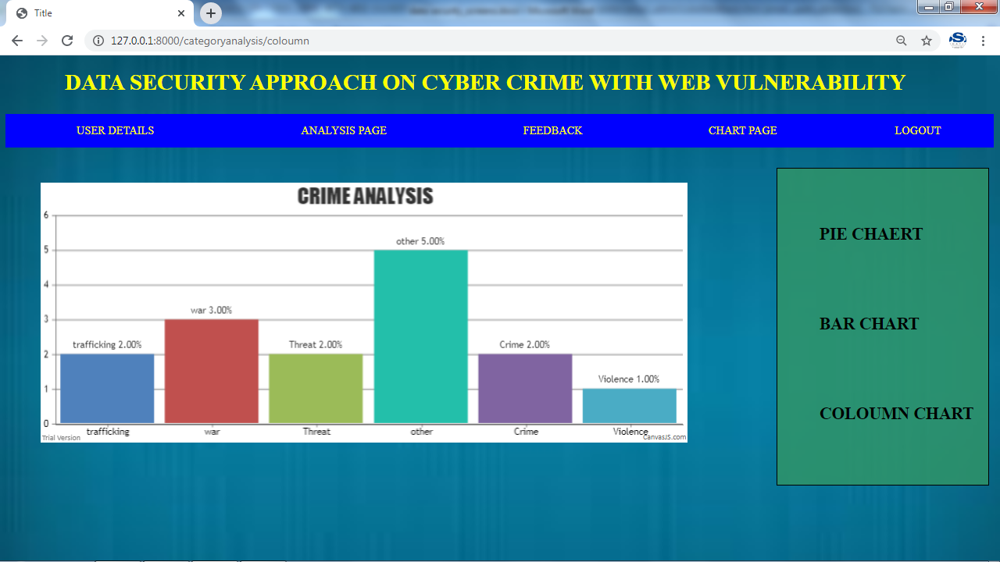 Title
127.0.0.1:8000/categoryanalysis/coloumn
DATA SECURITY APPROACH ON CYBER CRIME WITH WEB VULNERABILITY
USER DETAILS ANALYSIS PAGE FEEDBACK CHART PAGE LOGOUT
CRIME ANALYSIS
6
5
4
3
2
1
0
trafficking 2.00%
war 3.00%
Threat 2.00%
other 5.00%
Crime 2.00%
Violence 1.00%
trafficking war Threat other Crime Violence
Trial Version
CanvasJS.com
PIE CHAERT
BAR CHART
COLOUMN CHART